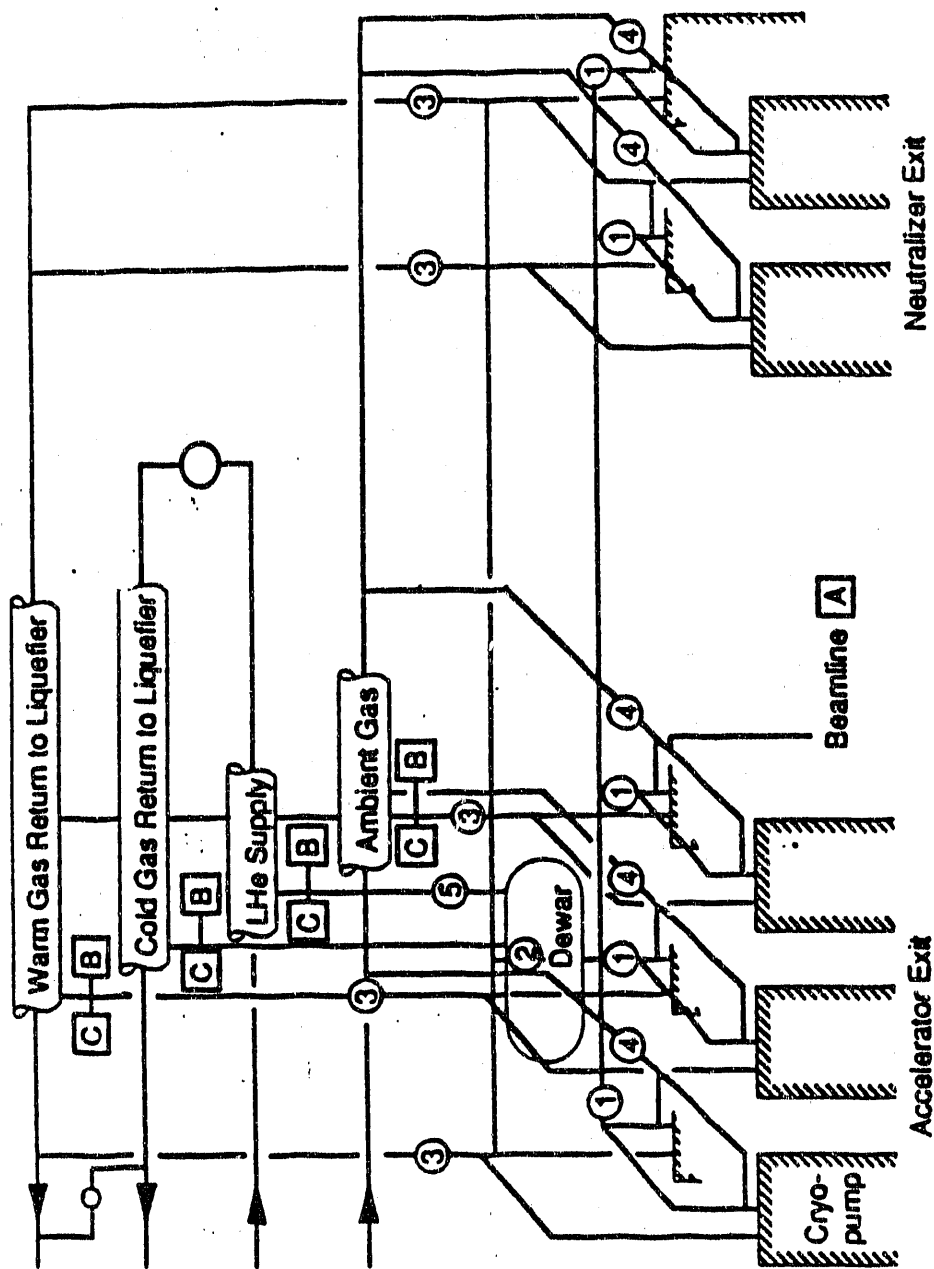 Warm Gas Return to Liquefier
C B
Cold Gas Return to Liquefier
C B
LHe Supply
C B
3
Ambient Gas
C B
3
3
3
3
5
2
Dewar
1
4
1
4
1
4
1
4
1
4
Cryo-
pump
Beamline A
Accelerator Exit
Neutralizer Exit